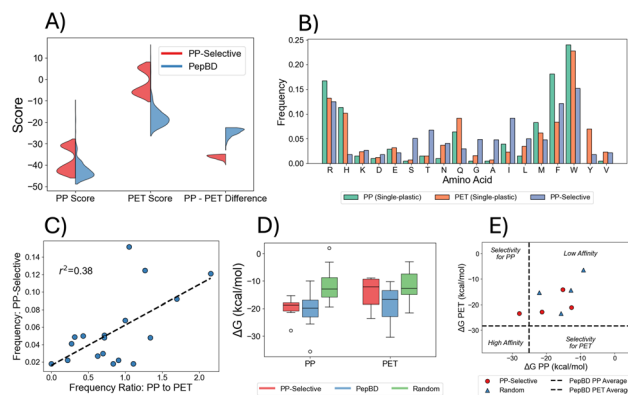 A)
PP-Selective
PepBD
Score
10
0
−10
−20
−30
−40
−50
PP Score
PET Score
PP - PET Difference
B)
Frequency
0.25
0.20
0.15
0.10
0.05
0.00
R H K D E S T N Q G A I L M F W Y V
Amino Acid
PP (Single-plastic)
PET (Single-plastic)
PP-Selective
C)
r²=0.38
Frequency: PP-Selective
0.16
0.14
0.12
0.10
0.08
0.06
0.04
0.02
0.0 0.5 1.0 1.5 2.0
Frequency Ratio: PP to PET
D)
ΔG (kcal/mol)
0
−10
−20
−30
PP
PET
PP-Selective
PepBD
Random
E)
Selectivity for PP
Low Affinity
High Affinity
Selectivity for PET
ΔG PET (kcal/mol)
0
−10
−20
−30
−40
−30 −20 −10
ΔG PP (kcal/mol)
PP-Selective
Random
PepBD PP Average
PepBD PET Average